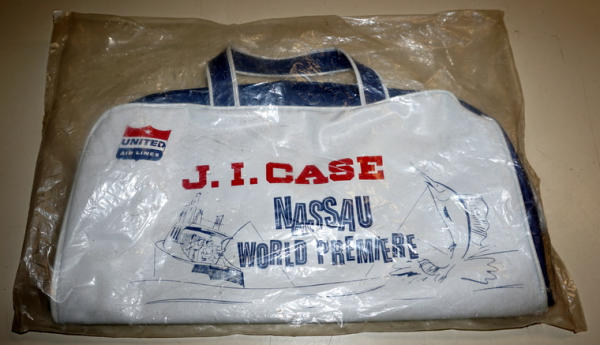 UNITED
AIR LINES
J. I. CASE
NASSAU
WORLD PREMIERE